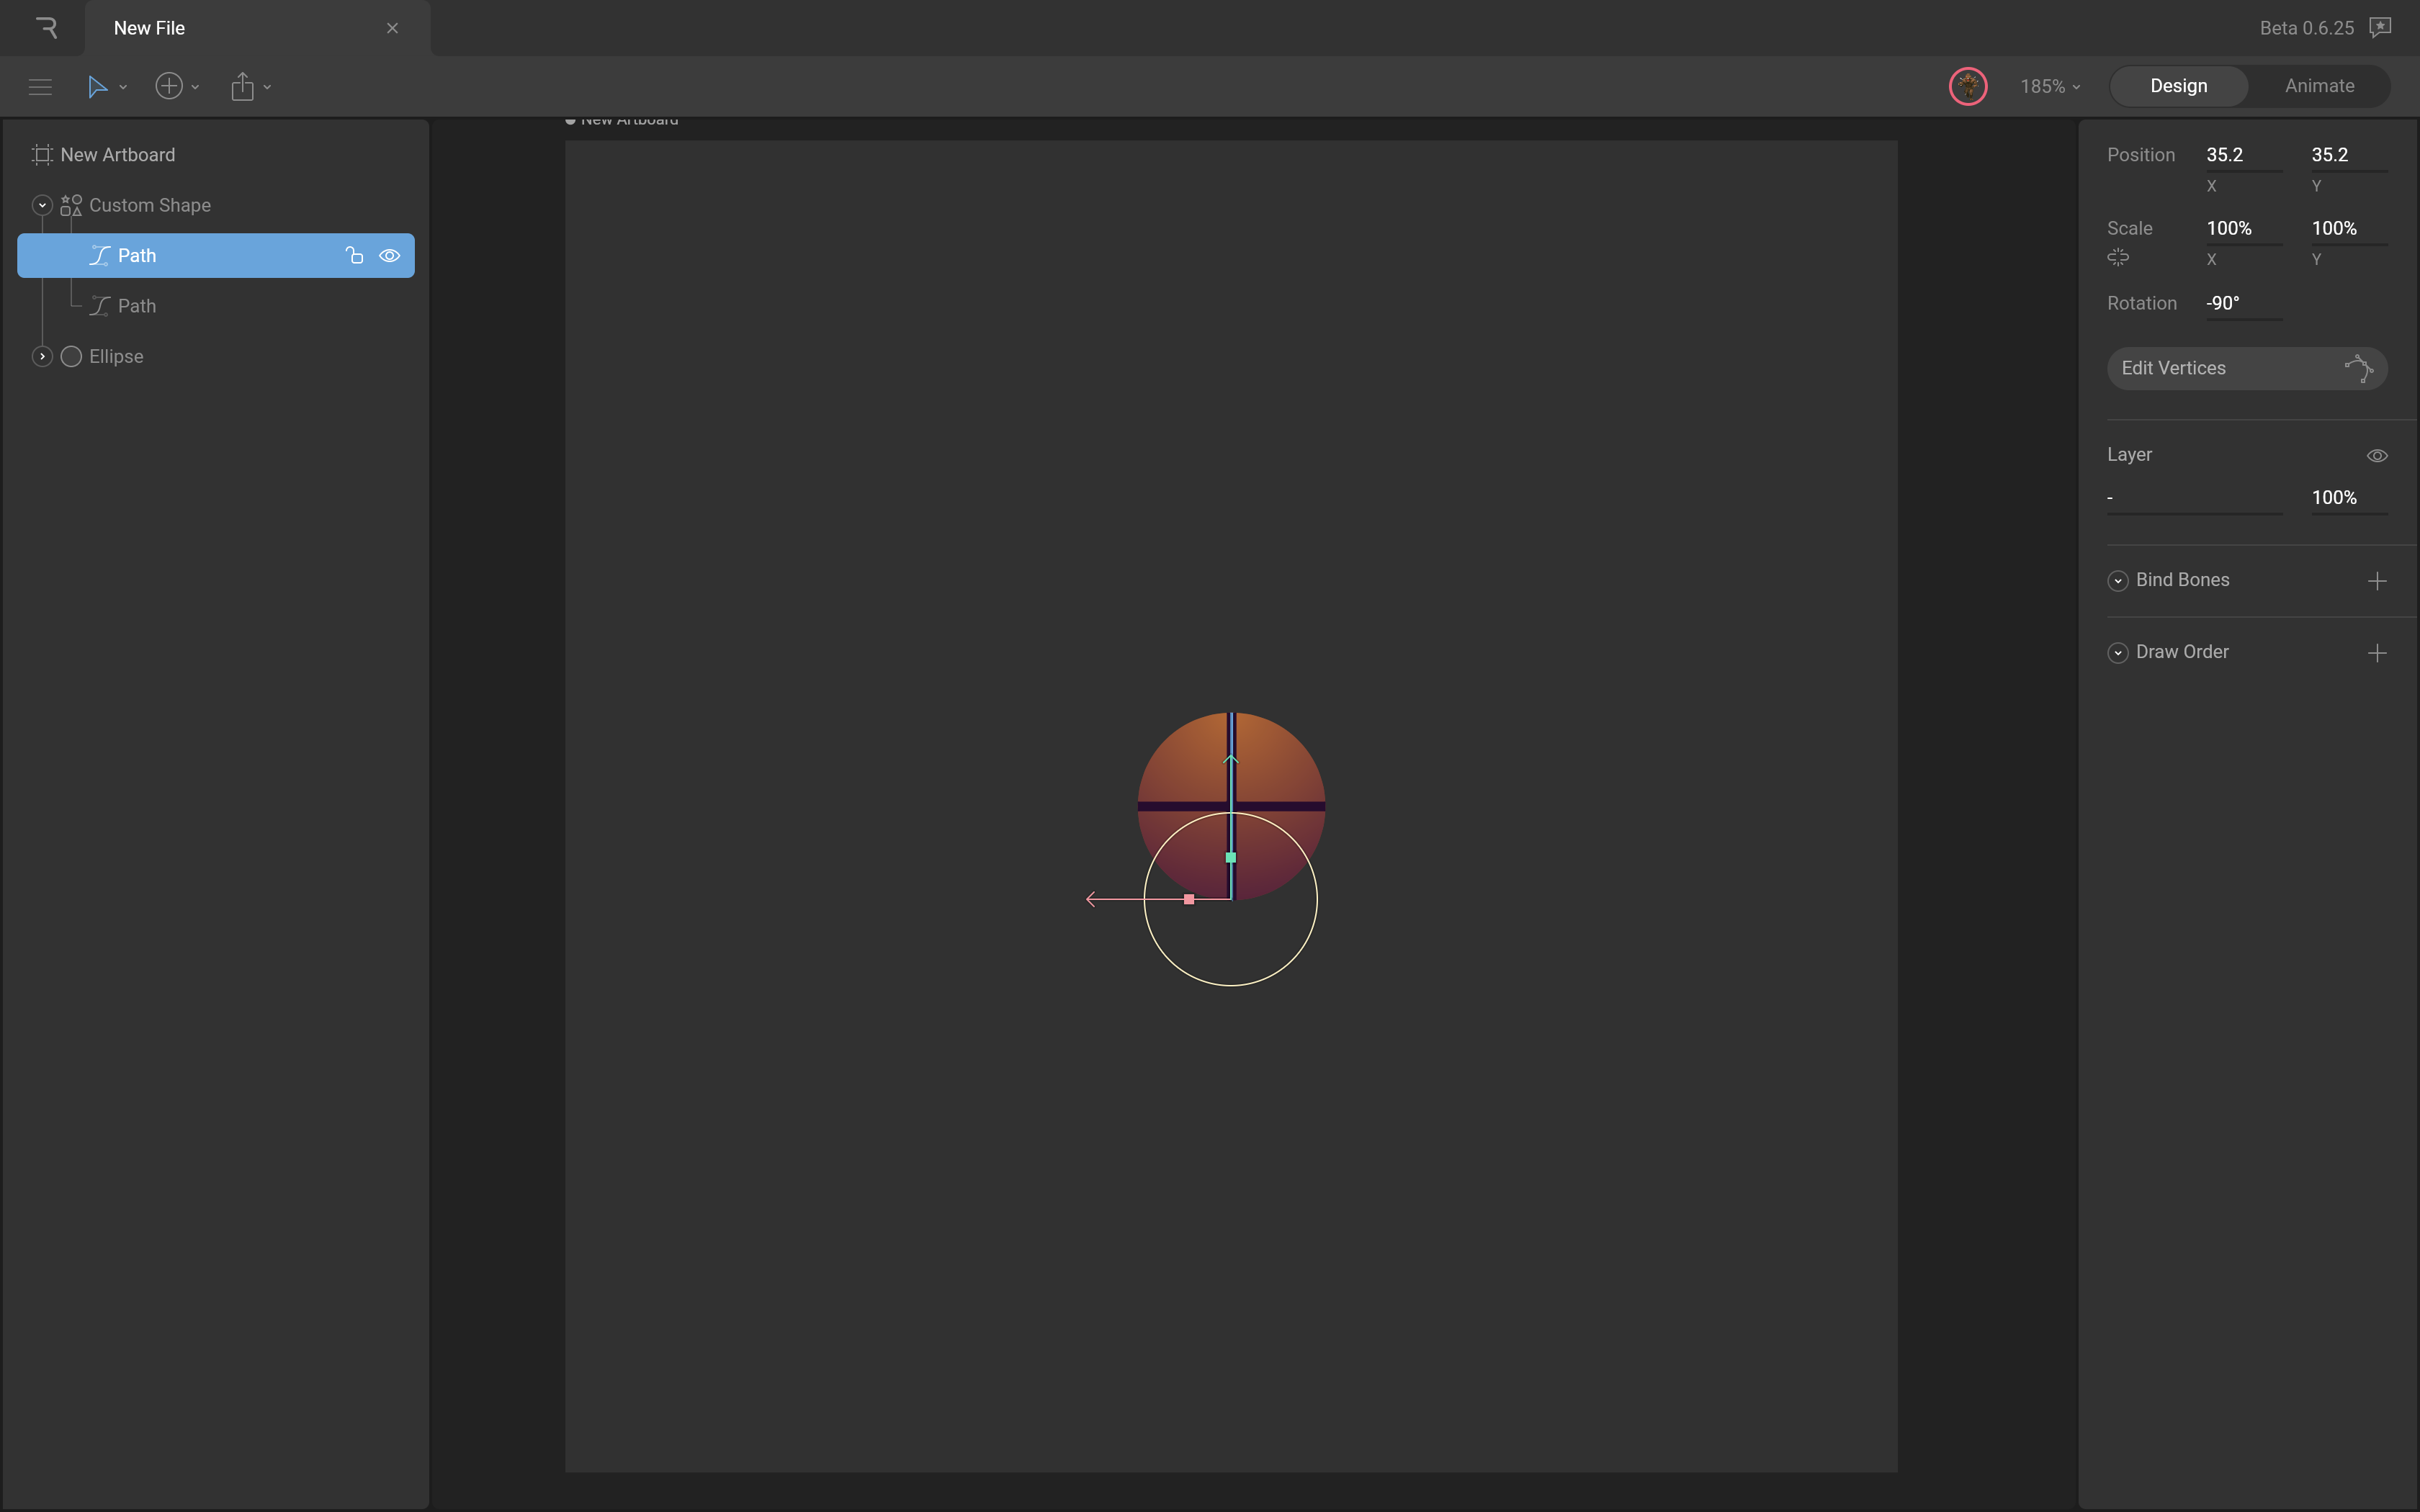 New File
Beta 0.6.25
185%
Design
Animate
New Artboard
New Artboard
Custom Shape
Path
Path
Ellipse
Position 35.2 35.2
X Y
Scale 100% 100%
X Y
Rotation -90°
Edit Vertices
Layer
- 100%
Bind Bones
Draw Order